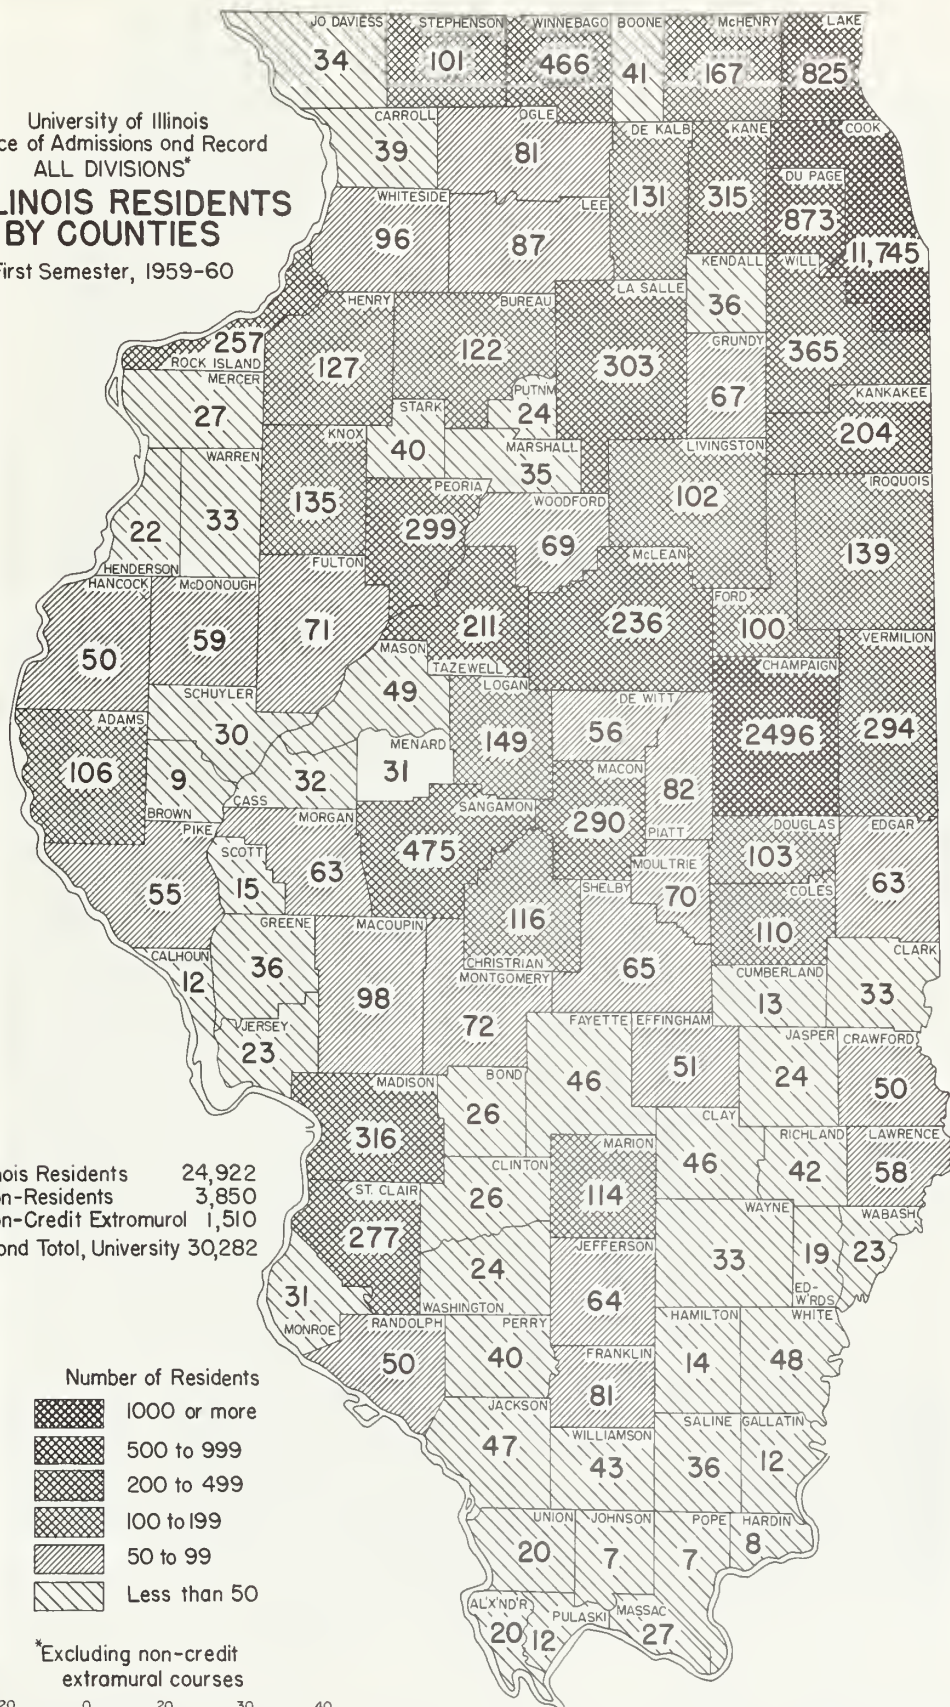 University of Illinois
ce of Admissions and Record
ALL DIVISIONS*
LINOIS RESIDENTS
BY COUNTIES
First Semester, 1959-60
JO DAVIESS
34
STEPHENSON
101
WINNEBAGO
466
BOONE
41
McHENRY
167
LAKE
825
CARROLL
39
OGLE
81
DE KALB
131
KANE
315
COOK
11,745
DU PAGE
873
WHITESIDE
96
LEE
87
KENDALL
36
WILL
365
257
ROCK ISLAND
HENRY
127
BUREAU
122
LA SALLE
303
GRUNDY
67
MERCER
27
PUTNM
24
KANKAKEE
204
STARK
40
MARSHALL
35
KNOX
135
WARREN
33
22
HENDERSON
PEORIA
299
WOODFORD
69
LIVINGSTON
102
IROQUOIS
139
FULTON
71
HANCOCK
50
McDONOUGH
59
211
TAZEWELL
McLEAN
236
FORD
100
MASON
49
VERMILION
294
CHAMPAIGN
2496
SCHUYLER
30
LOGAN
149
DE WITT
56
ADAMS
106
9
BROWN
32
CASS
MENARD
31
MACON
290
82
PIATT
SANGAMON
475
MORGAN
63
PIKE
55
SCOTT
15
DOUGLAS
103
EDGAR
63
MOULTRIE
70
116
CHRISTRIAN
SHELBY
65
COLES
110
GREENE
36
MACOUPIN
98
CALHOUN
12
MONTGOMERY
72
CUMBERLAND
13
CLARK
33
JERSEY
23
FAYETTE
46
EFFINGHAM
51
JASPER
24
CRAWFORD
50
MADISON
316
BOND
26
CLAY
46
RICHLAND
42
LAWRENCE
58
MARION
114
CLINTON
26
ST. CLAIR
277
WAYNE
33
19
ED-
W'RDS
WABASH
23
24
WASHINGTON
JEFFERSON
64
31
MONROE
RANDOLPH
50
PERRY
40
HAMILTON
14
WHITE
48
FRANKLIN
81
JACKSON
47
WILLIAMSON
43
SALINE
36
GALLATIN
12
UNION
20
JOHNSON
7
POPE
7
HARDIN
8
AL'X'ND'R
20
PULASKI
12
MASSAC
27
nois Residents 24,922
n-Residents 3,850
n-Credit Extramurol 1,510
ond Totol, University 30,282
Number of Residents
1000 or more
500 to 999
200 to 499
100 to 199
50 to 99
Less than 50
*Excluding non-credit
extramural courses
20 0 20 30 40